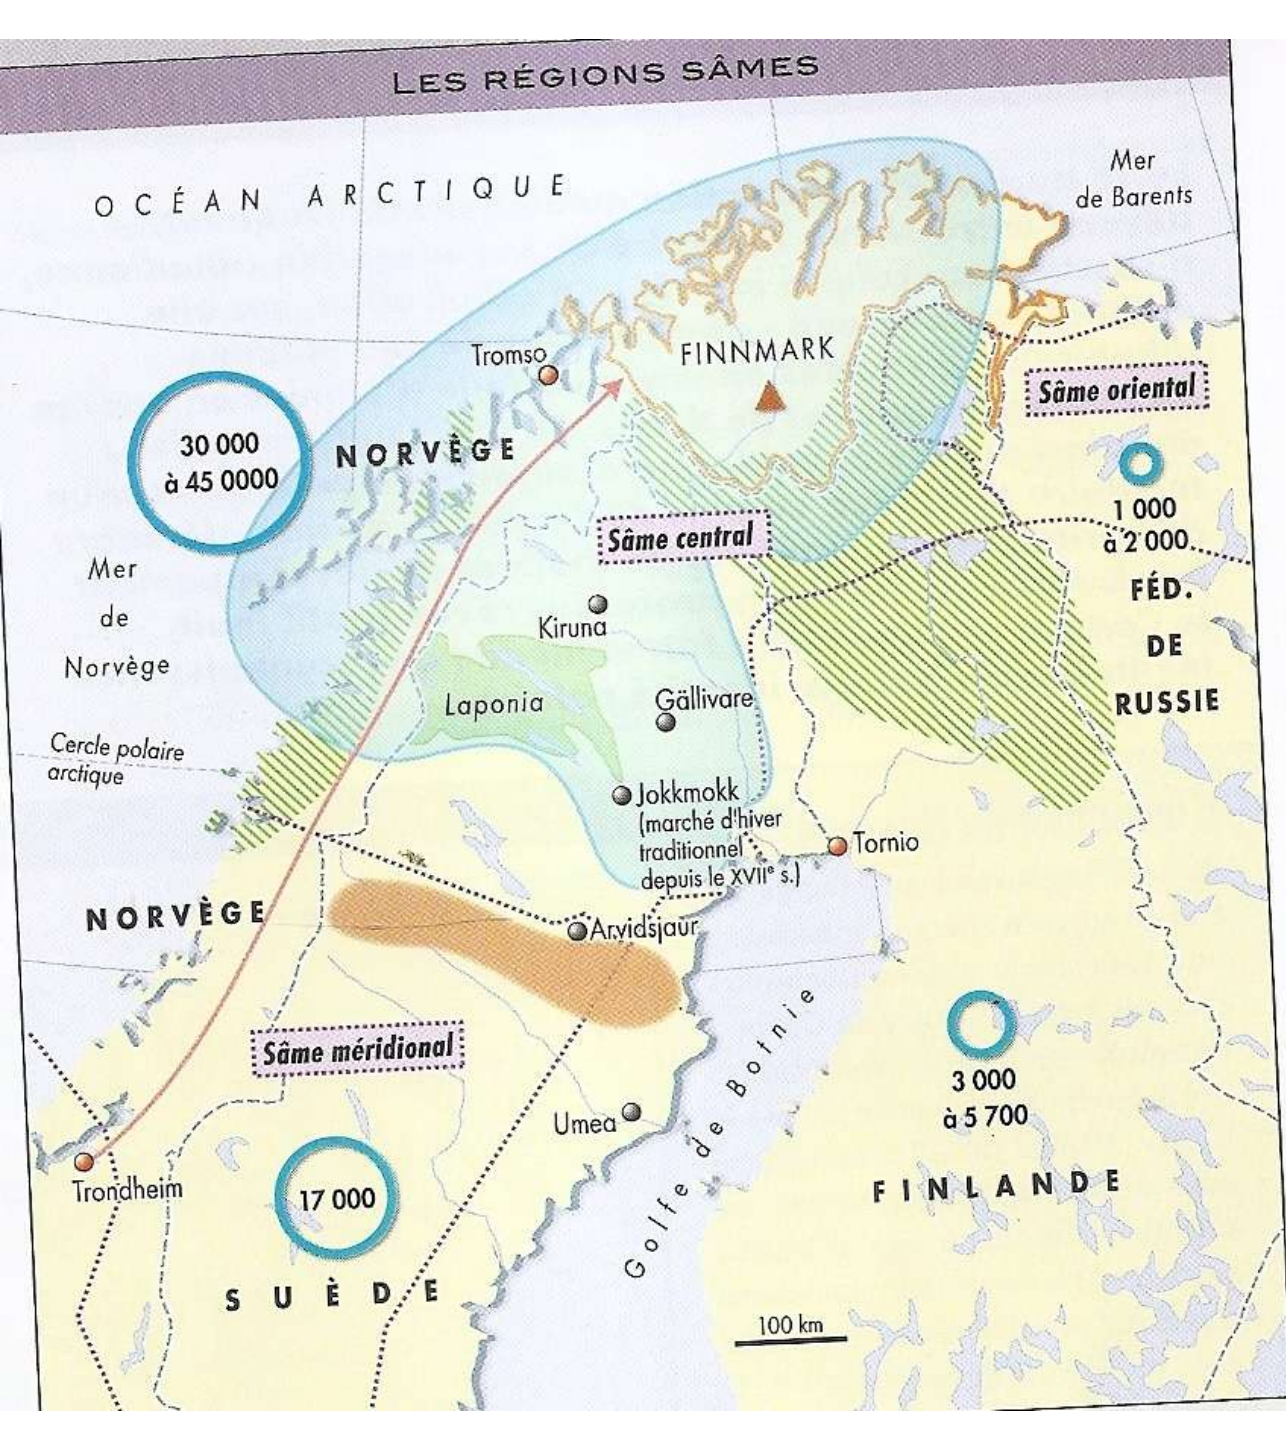 LES RÉGIONS SÂMES
OCÉAN ARCTIQUE
Mer
de Barents
Tromso
FINNMARK
Sâme oriental
30 000
à 45 0000
NORVÈGE
1 000
à 2 000
Sâme central
Mer
de
Norvège
FÉD.
DE
RUSSIE
Kiruna
Laponia
Gällivare
Cercle polaire
arctique
Jokkmokk
(marché d'hiver
traditionnel
depuis le XVIIe s.)
Tornio
NORVÈGE
Arvidsjaur
Sâme méridional
Golfe de Botnie
3 000
à 5 700
Umea
Trondheim
17 000
FINLANDE
SUÈDE
100 km